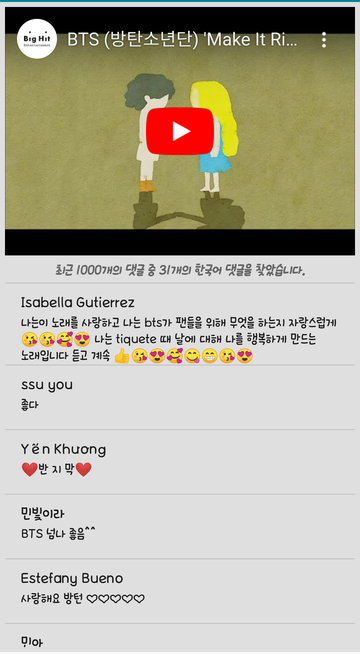 Big Hit
Entertainment
BTS (방탄소년단) 'Make It Ri...
최근 1000개의 댓글 중 31개의 한국어 댓글을 찾았습니다.
Isabella Gutierrez
나는이 노래를 사랑하고 나는 bts가 팬들을 위해 무엇을 하는지 자랑스럽게
😘😘🥰😍 나는 tiquete 때 날에 대해 나를 행복하게 만드는
노래입니다 듣고 계속 👍😘😍🥰😋😁😘😍
ssu you
좋다
Yến Khương
❤️반 지 막❤️
민빛이라
BTS 넘나 좋음^^
Estefany Bueno
사랑해요 방텬 ♡♡♡♡♡
민아